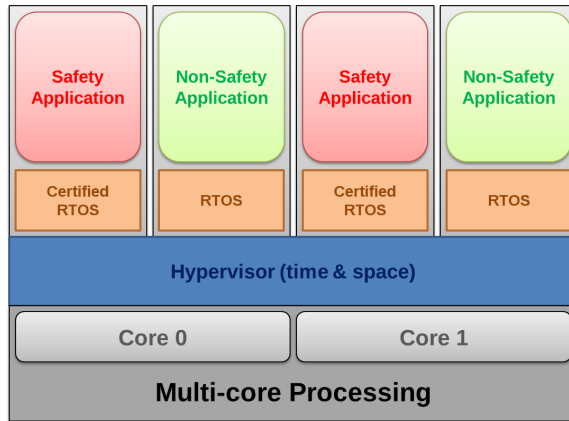 Safety
Application
Non-Safety
Application
Safety
Application
Non-Safety
Application
Certified
RTOS
RTOS
Certified
RTOS
RTOS
Hypervisor (time & space)
Core 0
Core 1
Multi-core Processing